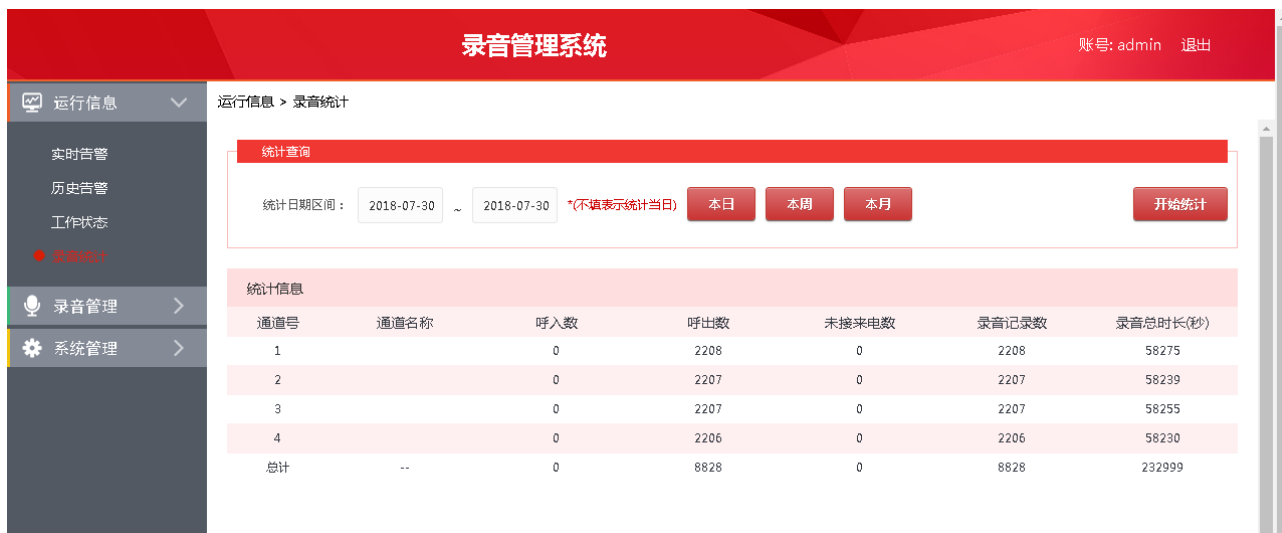 录音管理系统
账号: admin 退出
运行信息
实时告警
历史告警
工作状态
录音统计
录音管理
系统管理
运行信息 > 录音统计
统计查询
统计日期区间： 2018-07-30 ~ 2018-07-30 *(不填表示统计当日) 本日 本周 本月 开始统计
统计信息
通道号 通道名称 呼入数 呼出数 未接来电数 录音记录数 录音总时长(秒)
1 0 2208 0 2208 58275
2 0 2207 0 2207 58239
3 0 2207 0 2207 58255
4 0 2206 0 2206 58230
总计 -- 0 8828 0 8828 232999